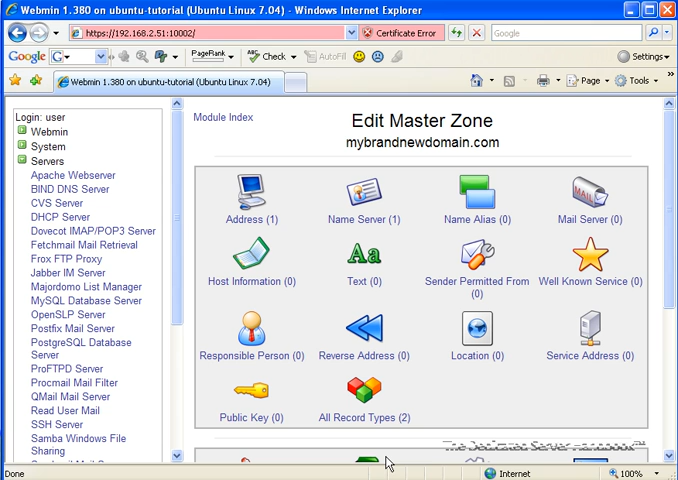 Webmin 1.380 on ubuntu-tutorial (Ubuntu Linux 7.04) - Windows Internet Explorer
https://192.168.2.51:10002/
Certificate Error
Google
Google
G
PageRank
Check
AutoFill
Settings
Webmin 1.380 on ubuntu-tutorial (Ubuntu Linux 7.04)
Page
Tools
Login: user
Webmin
System
Servers
Apache Webserver
BIND DNS Server
CVS Server
DHCP Server
Dovecot IMAP/POP3 Server
Fetchmail Mail Retrieval
Frox FTP Proxy
Jabber IM Server
Majordomo List Manager
MySQL Database Server
OpenSLP Server
Postfix Mail Server
PostgreSQL Database
Server
ProFTPD Server
Procmail Mail Filter
QMail Mail Server
Read User Mail
SSH Server
Samba Windows File
Sharing
Module Index
Edit Master Zone
mybrandnewdomain.com
Address (1)
Name Server (1)
Name Alias (0)
Mail Server (0)
Host Information (0)
Aa
Text (0)
Sender Permitted From
(0)
Well Known Service (0)
Responsible Person (0)
Reverse Address (0)
Location (0)
Service Address (0)
Public Key (0)
All Record Types (2)
The Dedicated Server Handbook™
Done
Internet
100%